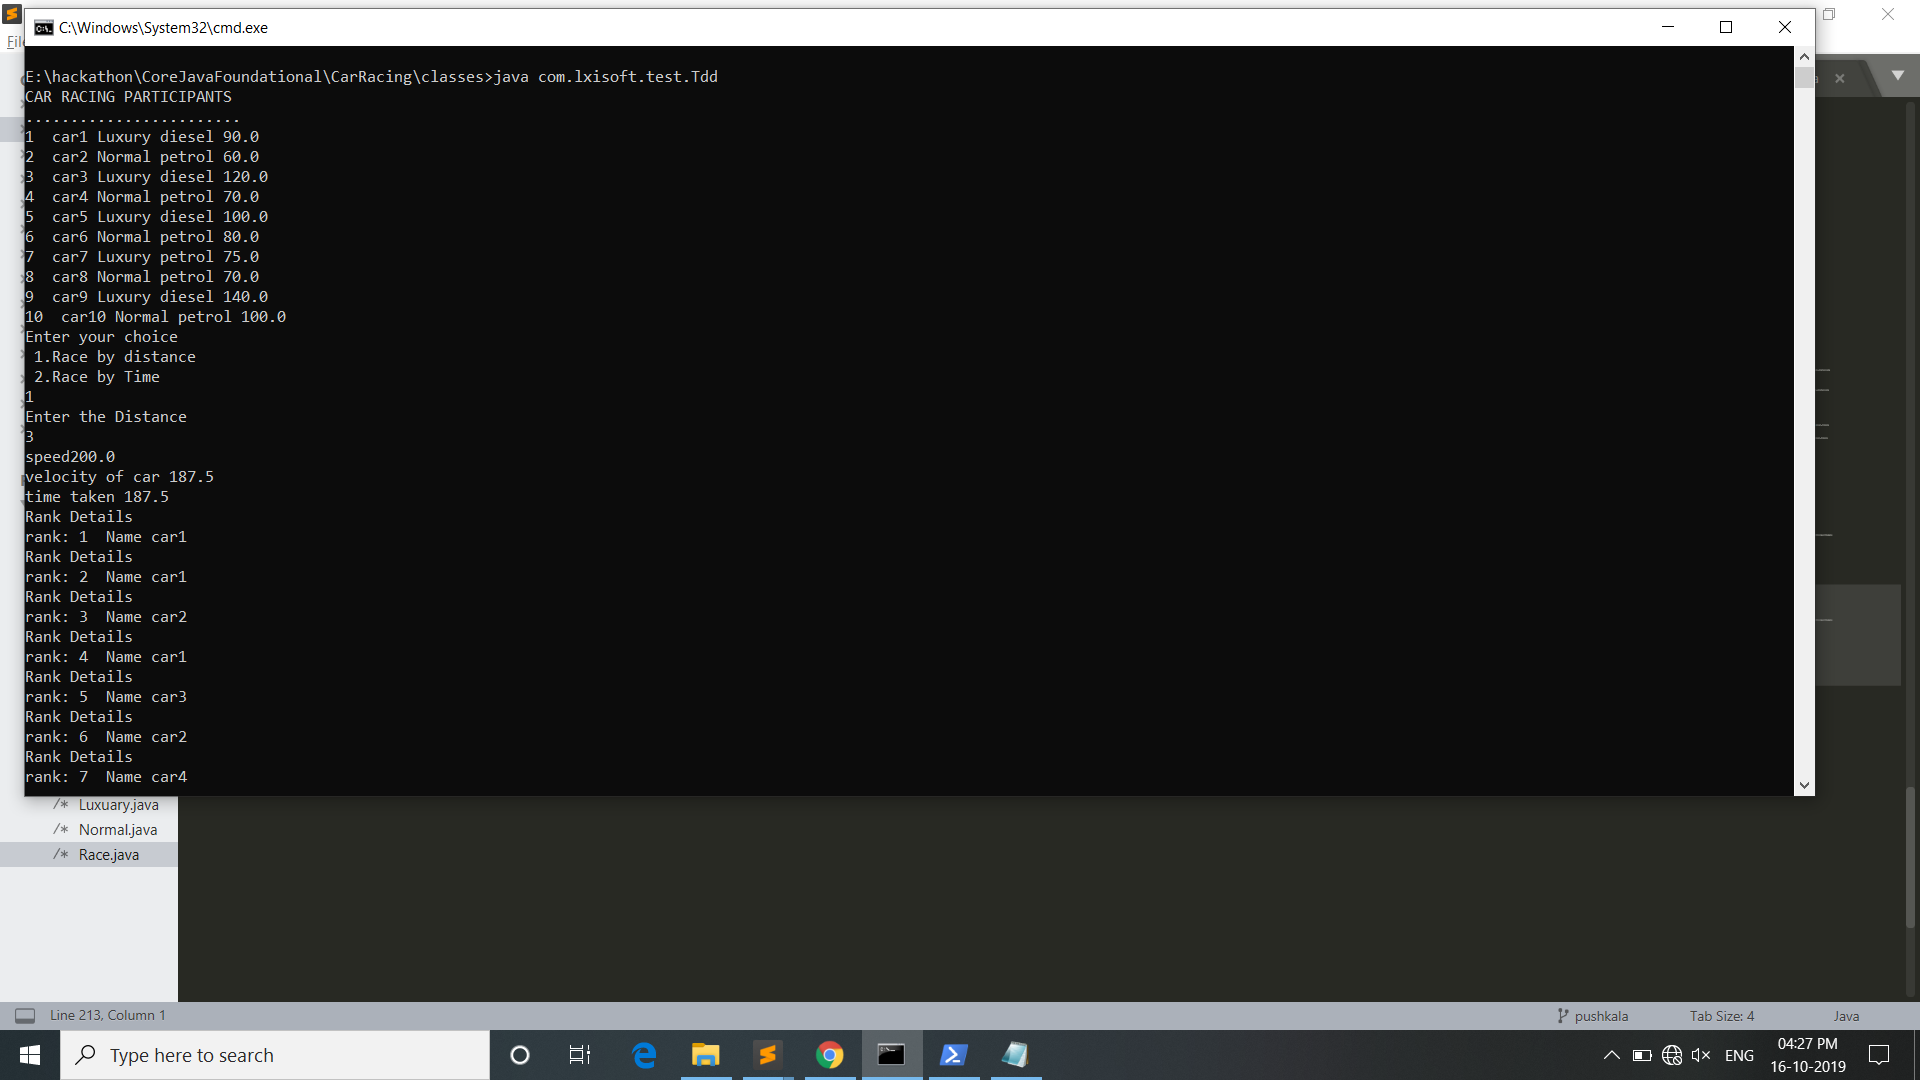 C:\Windows\System32\cmd.exe
E:\hackathon\CoreJavaFoundational\CarRacing\classes>java com.lxisoft.test.Tdd
CAR RACING PARTICIPANTS
........................
1  car1 Luxury diesel 90.0
2  car2 Normal petrol 60.0
3  car3 Luxury diesel 120.0
4  car4 Normal petrol 70.0
5  car5 Luxury diesel 100.0
6  car6 Normal petrol 80.0
7  car7 Luxury petrol 75.0
8  car8 Normal petrol 70.0
9  car9 Luxury diesel 140.0
10  car10 Normal petrol 100.0
Enter your choice
 1.Race by distance
 2.Race by Time
1
Enter the Distance
3
speed200.0
velocity of car 187.5
time taken 187.5
Rank Details
rank: 1  Name car1
Rank Details
rank: 2  Name car1
Rank Details
rank: 3  Name car2
Rank Details
rank: 4  Name car1
Rank Details
rank: 5  Name car3
Rank Details
rank: 6  Name car2
Rank Details
rank: 7  Name car4
/* Luxuary.java
/* Normal.java
/* Race.java
Line 213, Column 1
pushkala
Tab Size: 4
Java
Type here to search
ENG
04:27 PM
16-10-2019